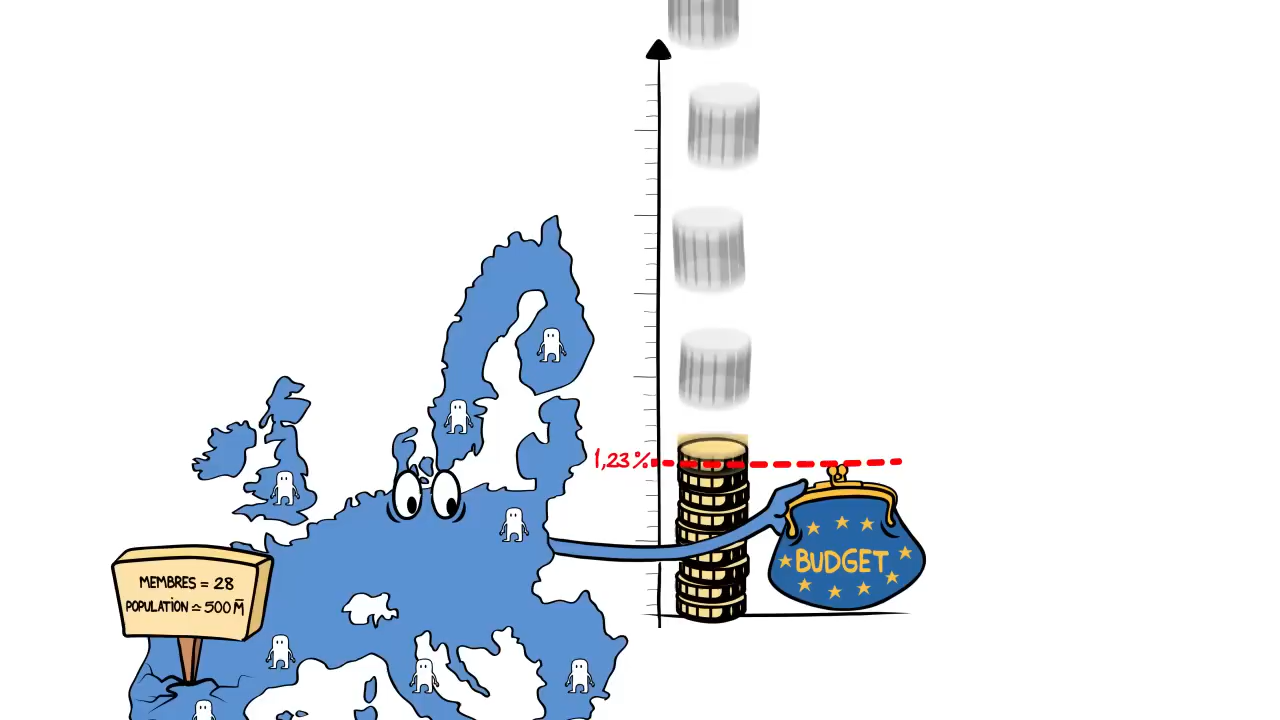 1,23%
BUDGET
MEMBRES = 28
POPULATION ≏ 500 M̅